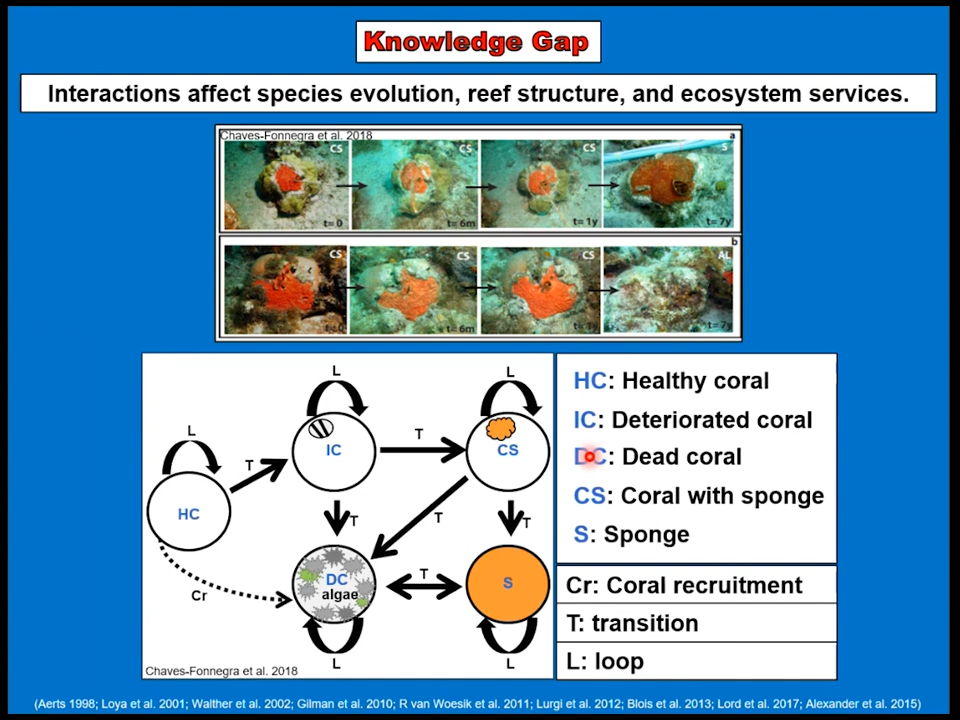 Knowledge Gap
Interactions affect species evolution, reef structure, and ecosystem services.
Chaves-Fonnegra et al. 2018
a
CS
CS
CS
S
t=0
t=6m
t=1y
t=7y
b
CS
CS
CS
AL
t=6m
t=7y
L
L
L
T
T
HC
IC
CS
T
T
T
Cr
DC
algae
T
S
L
L
Chaves-Fonnegra et al. 2018
HC: Healthy coral
IC: Deteriorated coral
DC: Dead coral
CS: Coral with sponge
S: Sponge
Cr: Coral recruitment
T: transition
L: loop
(Aerts 1998; Loya et al. 2001; Walther et al. 2002; Gilman et al. 2010; R van Woesik et al. 2011; Lurgi et al. 2012; Blois et al. 2013; Lord et al. 2017; Alexander et al. 2015)